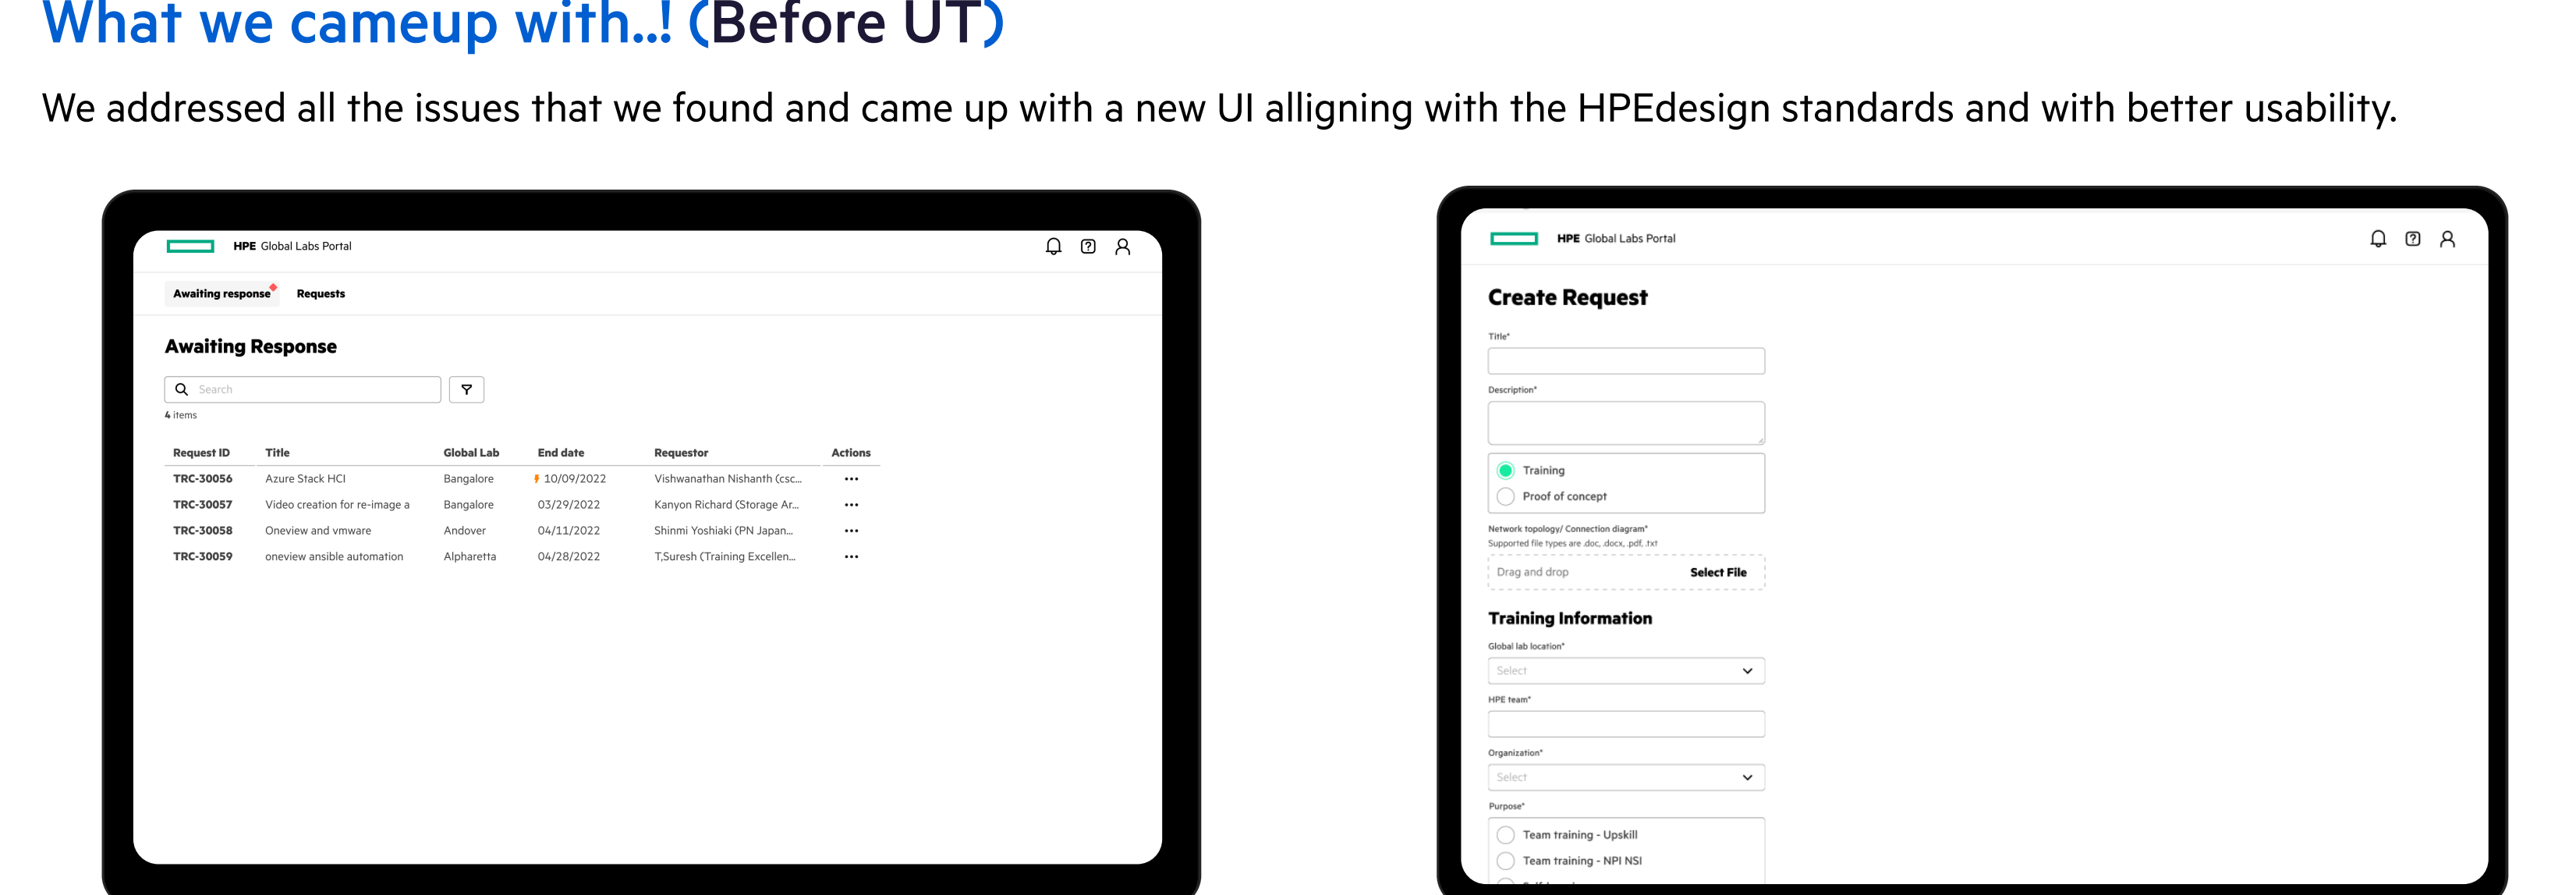 What we cameup with..! (Before UT)
We addressed all the issues that we found and came up with a new UI alligning with the HPEdesign standards and with better usability.
HPE Global Labs Portal
Awaiting response Requests
Awaiting Response
Search
4 items
Request ID Title Global Lab End date Requestor Actions
TRC-30056 Azure Stack HCI Bangalore 10/09/2022 Vishwanathan Nishanth (csc...
TRC-30057 Video creation for re-image a Bangalore 03/29/2022 Kanyon Richard (Storage Ar...
TRC-30058 Oneview and vmware Andover 04/11/2022 Shinmi Yoshiaki (PN Japan...
TRC-30059 oneview ansible automation Alpharetta 04/28/2022 T,Suresh (Training Excellen...
HPE Global Labs Portal
Create Request
Title*
Description*
Training
Proof of concept
Network topology/ Connection diagram*
Supported file types are .doc, .docx, .pdf, .txt
Drag and drop Select File
Training Information
Global lab location*
Select
HPE team*
Organization*
Select
Purpose*
Team training - Upskill
Team training - NPI NSI